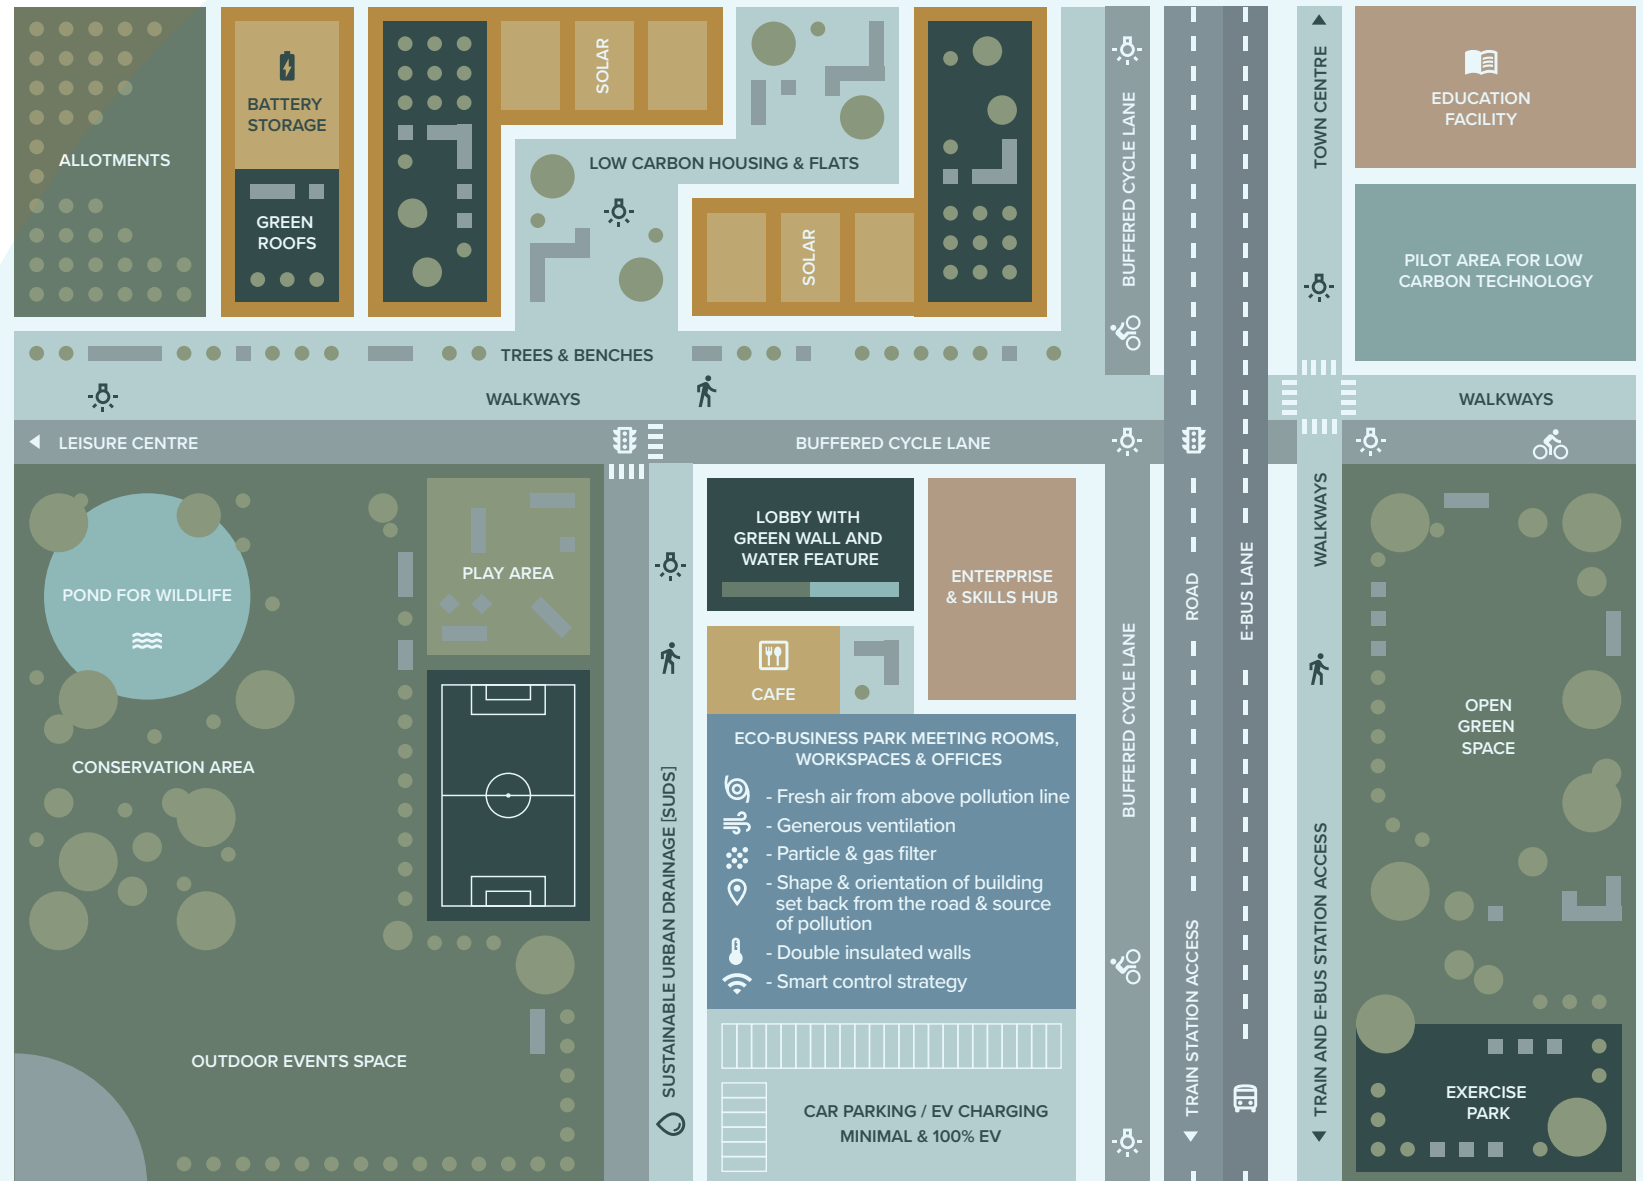 ALLOTMENTS
BATTERY
STORAGE
GREEN
ROOFS
SOLAR
LOW CARBON HOUSING & FLATS
SOLAR
BUFFERED CYCLE LANE
TOWN CENTRE
EDUCATION
FACILITY
PILOT AREA FOR LOW
CARBON TECHNOLOGY
TREES & BENCHES
WALKWAYS
WALKWAYS
LEISURE CENTRE
BUFFERED CYCLE LANE
POND FOR WILDLIFE
PLAY AREA
CONSERVATION AREA
OUTDOOR EVENTS SPACE
SUSTAINABLE URBAN DRAINAGE [SUDS]
LOBBY WITH
GREEN WALL AND
WATER FEATURE
ENTERPRISE
& SKILLS HUB
CAFE
ECO-BUSINESS PARK MEETING ROOMS,
WORKSPACES & OFFICES
- Fresh air from above pollution line
- Generous ventilation
- Particle & gas filter
- Shape & orientation of building
set back from the road & source
of pollution
- Double insulated walls
- Smart control strategy
CAR PARKING / EV CHARGING
MINIMAL & 100% EV
BUFFERED CYCLE LANE
ROAD
TRAIN STATION ACCESS
E-BUS LANE
WALKWAYS
TRAIN AND E-BUS STATION ACCESS
OPEN
GREEN
SPACE
EXERCISE
PARK